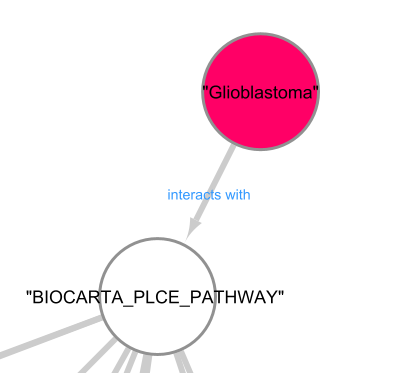 "Glioblastoma"
interacts with
"BIOCARTA_PLCE_PATHWAY"